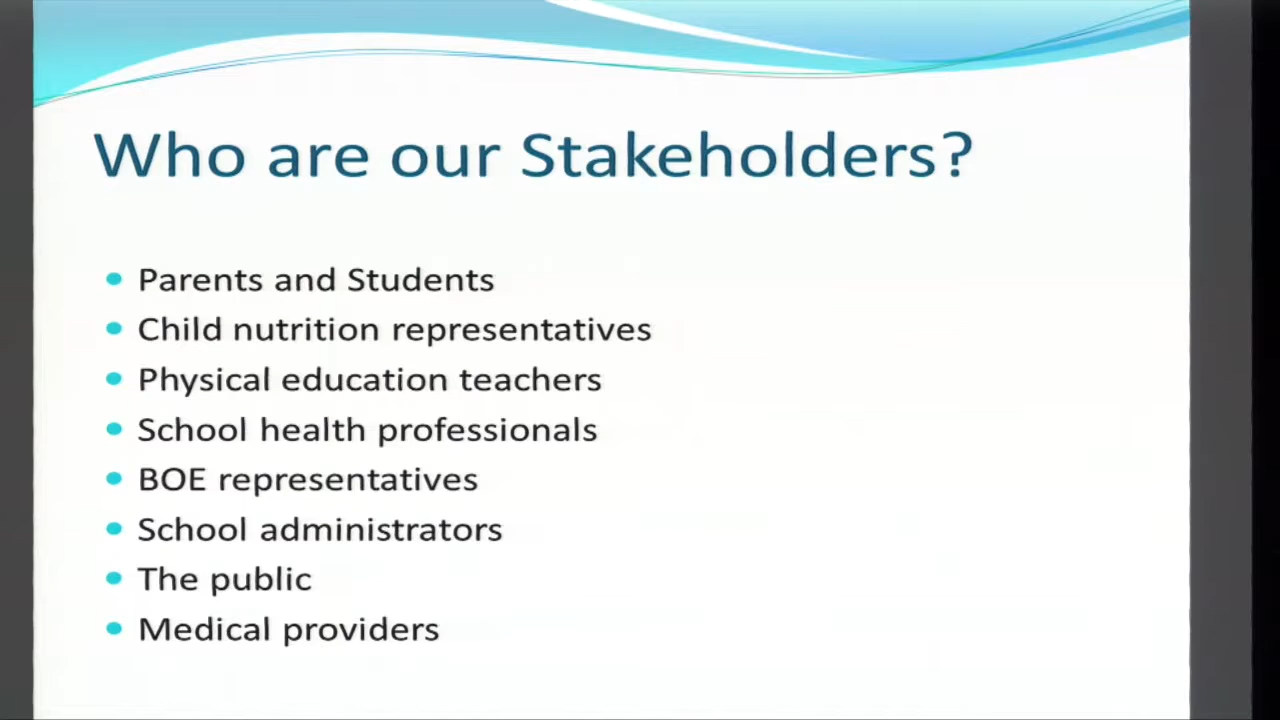 Who are our Stakeholders?
Parents and Students
Child nutrition representatives
Physical education teachers
School health professionals
BOE representatives
School administrators
The public
Medical providers